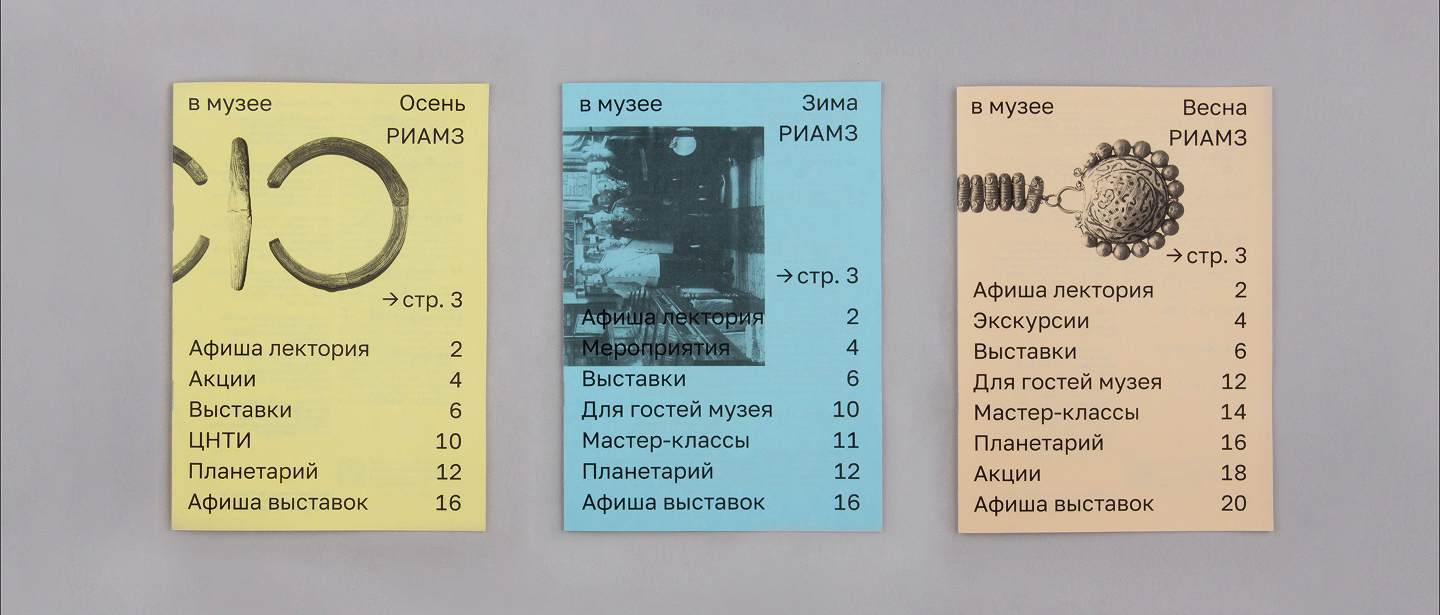 в музее Осень
РИАМЗ
→ стр. 3
Афиша лектория 2
Акции 4
Выставки 6
ЦНТИ 10
Планетарий 12
Афиша выставок 16
в музее Зима
РИАМЗ
→ стр. 3
Афиша лектория 2
Мероприятия 4
Выставки 6
Для гостей музея 10
Мастер-классы 11
Планетарий 12
Афиша выставок 16
в музее Весна
РИАМЗ
→ стр. 3
Афиша лектория 2
Экскурсии 4
Выставки 6
Для гостей музея 12
Мастер-классы 14
Планетарий 16
Акции 18
Афиша выставок 20